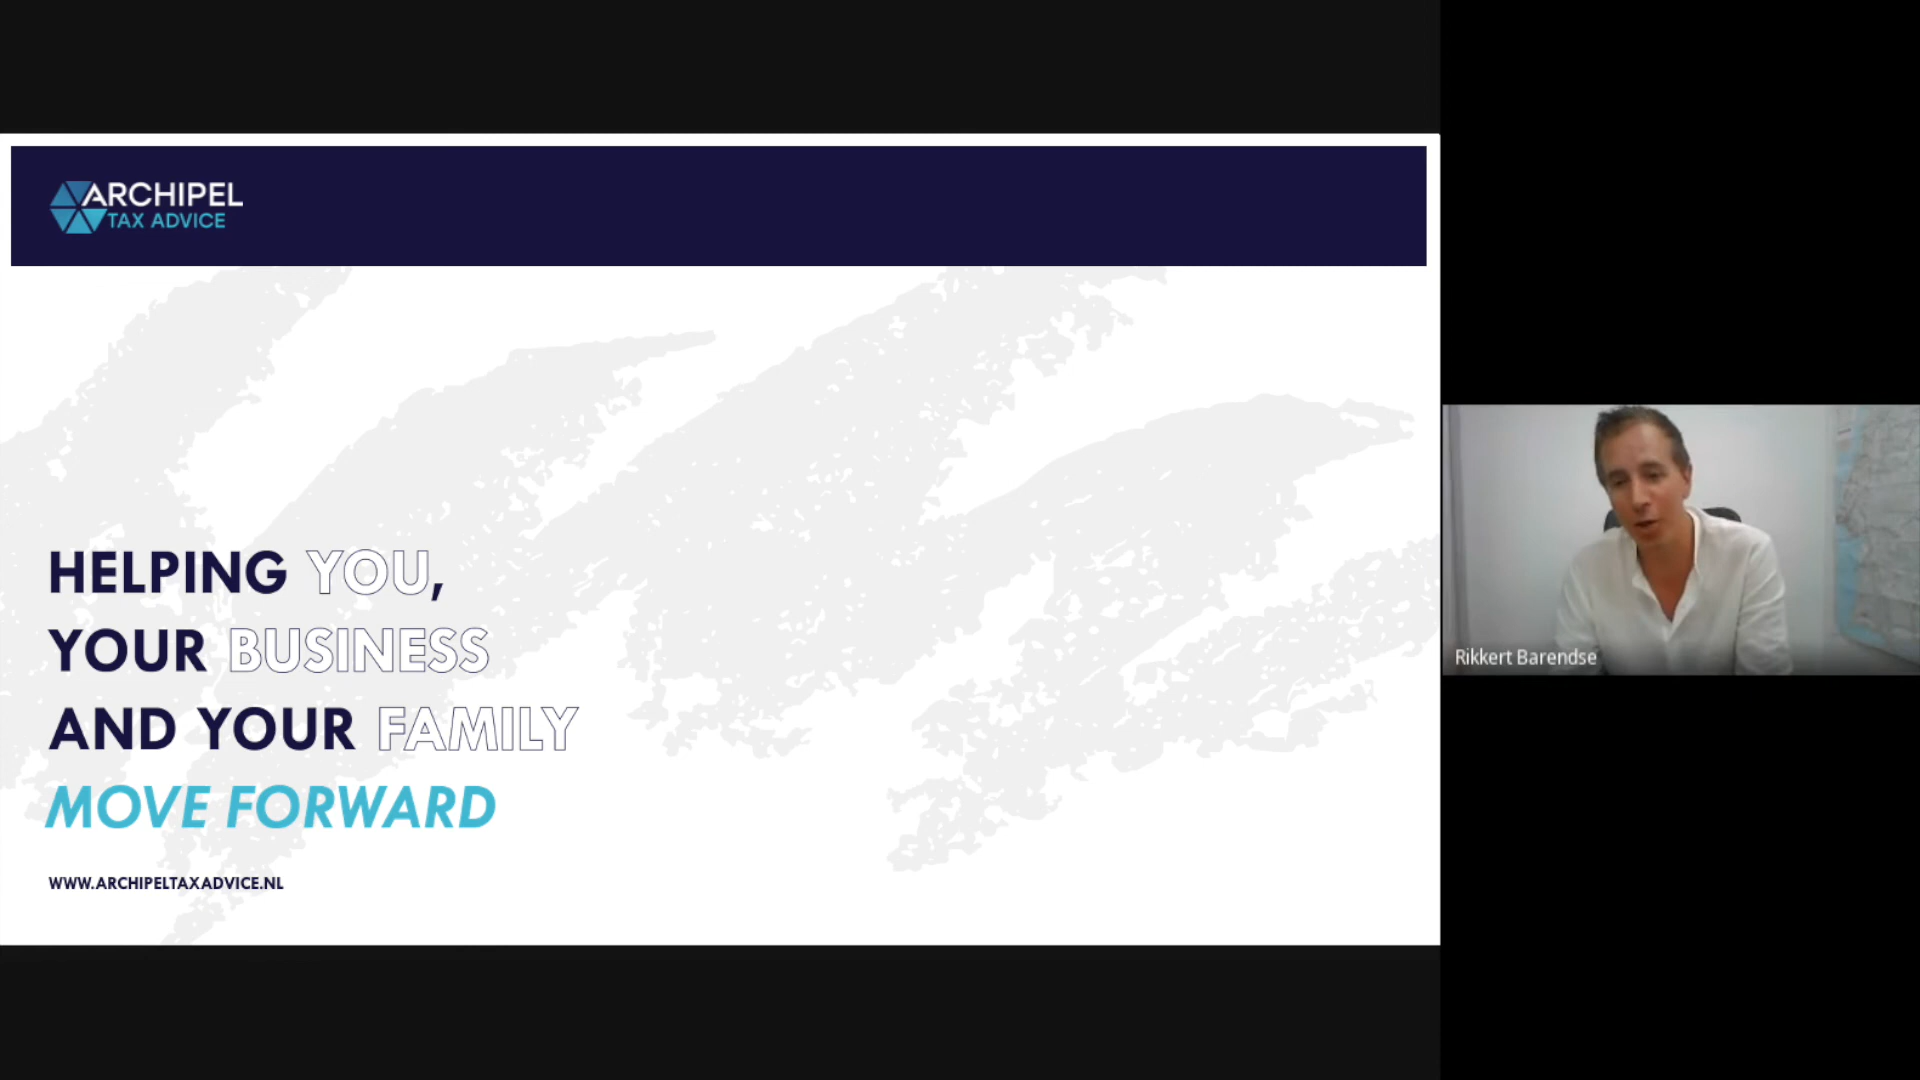 ARCHIPEL
TAX ADVICE
HELPING YOU,
YOUR BUSINESS
AND YOUR FAMILY
MOVE FORWARD
WWW.ARCHIPELTAXADVICE.NL
Rikkert Barendse